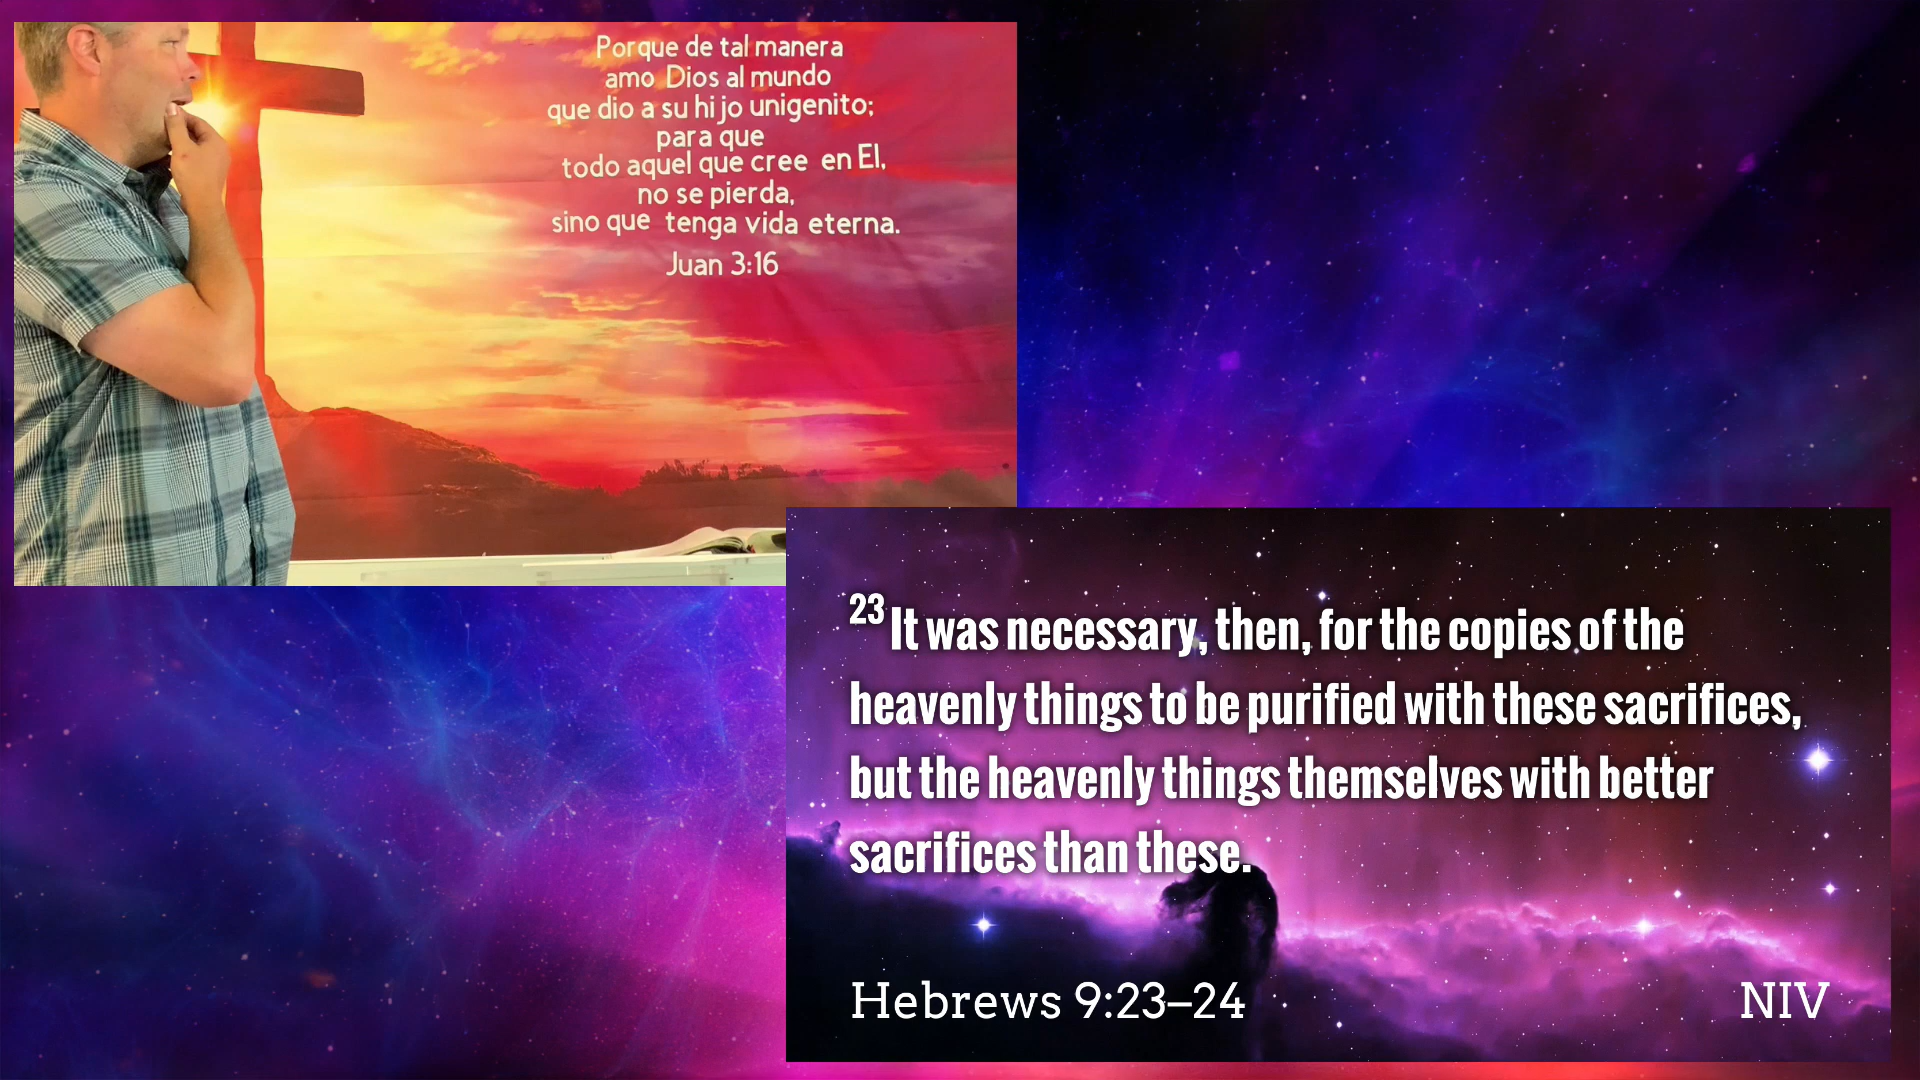 Porque de tal manera
amo Dios al mundo
que dio a su hijo unigenito;
para que
todo aquel que cree en El,
no se pierda,
sino que tenga vida eterna.
Juan 3:16
23 It was necessary, then, for the copies of the
heavenly things to be purified with these sacrifices,
but the heavenly things themselves with better
sacrifices than these.
Hebrews 9:23–24
NIV